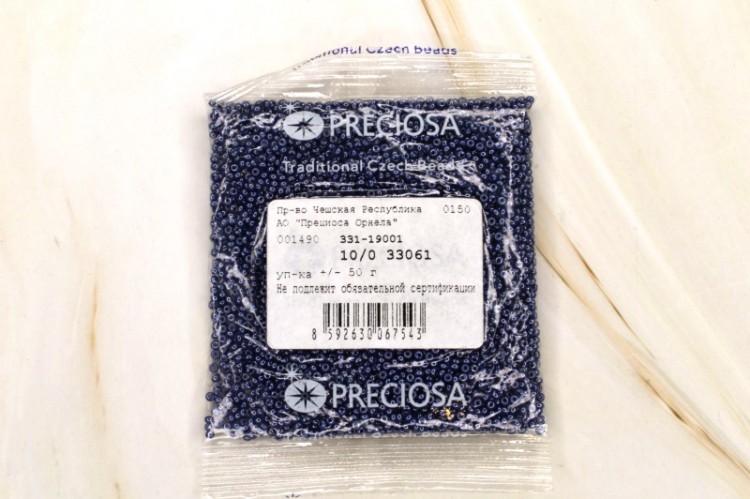 Traditional Czech Beads
PRECIOSA
Traditional Czech Beads
Пр-во Чешская Республика 0150
АО "Прециоса Орнела"
001490 331-19001
10/0 33061
уп-ка +/- 50 г
Не подлежит обязательной сертификации
8 592630 067543
PRECIOSA